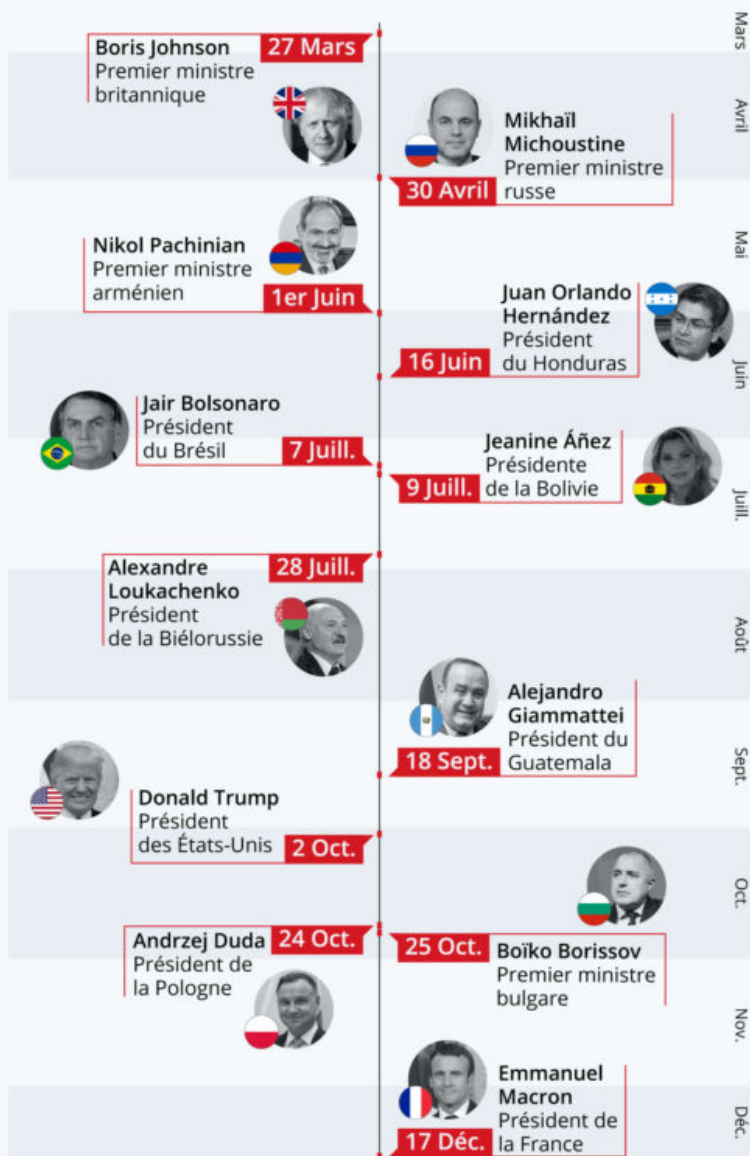 Boris Johnson
Premier ministre
britannique
27 Mars
Mikhaïl
Michoustine
Premier ministre
russe
30 Avril
Nikol Pachinian
Premier ministre
arménien
1er Juin
Juan Orlando
Hernández
Président
du Honduras
16 Juin
Jair Bolsonaro
Président
du Brésil
7 Juill.
Jeanine Áñez
Présidente
de la Bolivie
9 Juill.
Alexandre
Loukachenko
Président
de la Biélorussie
28 Juill.
Alejandro
Giammattei
Président du
Guatemala
18 Sept.
Donald Trump
Président
des États-Unis
2 Oct.
Andrzej Duda
Président de
la Pologne
24 Oct.
25 Oct.
Boïko Borissov
Premier ministre
bulgare
Emmanuel
Macron
Président de
la France
17 Déc.
Mars
Avril
Mai
Juin
Juill.
Août
Sept.
Oct.
Nov.
Déc.